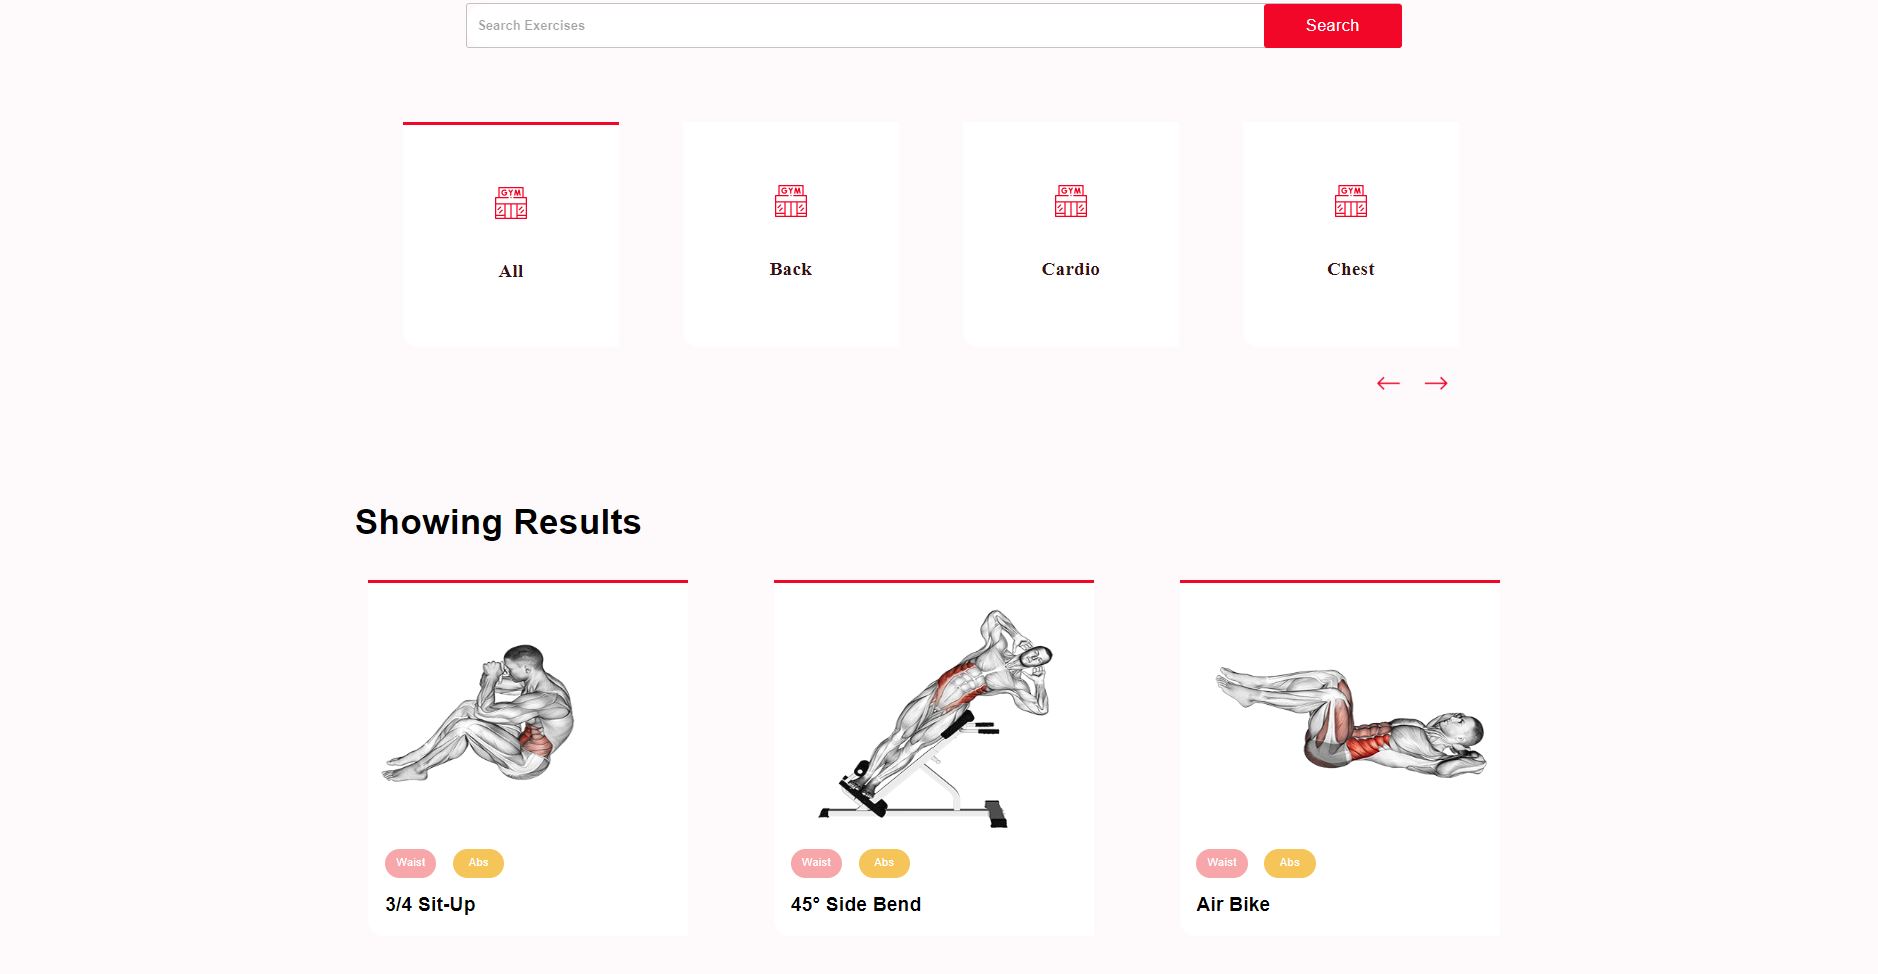 Search Exercises
Search
GYM GYM GYM GYM
All Back Cardio Chest
Showing Results
Waist Abs Waist Abs Waist Abs
3/4 Sit-Up 45° Side Bend Air Bike